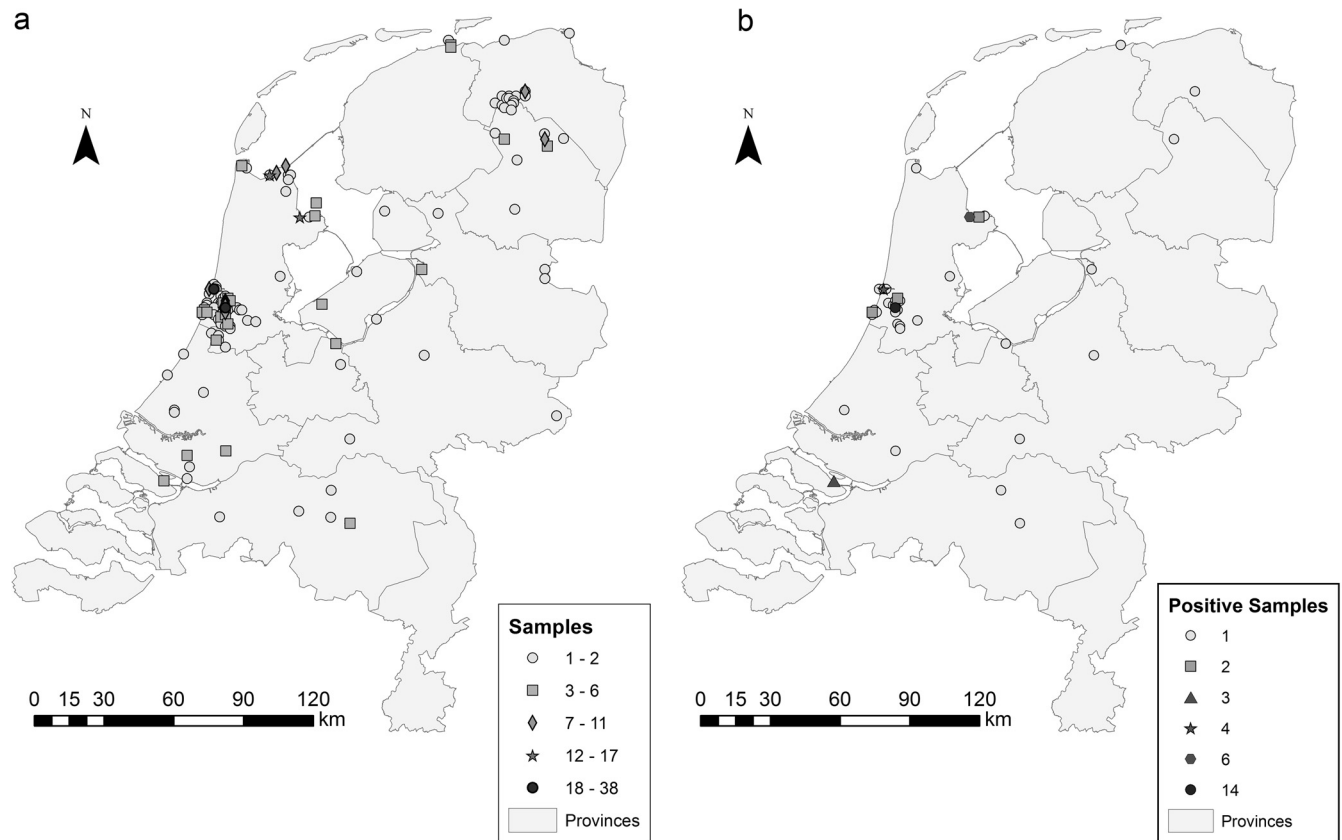 a
N
Samples
1 - 2
3 - 6
7 - 11
12 - 17
18 - 38
Provinces
0 15 30 60 90 120
km
b
N
Positive Samples
1
2
3
4
6
14
Provinces
0 15 30 60 90 120
km